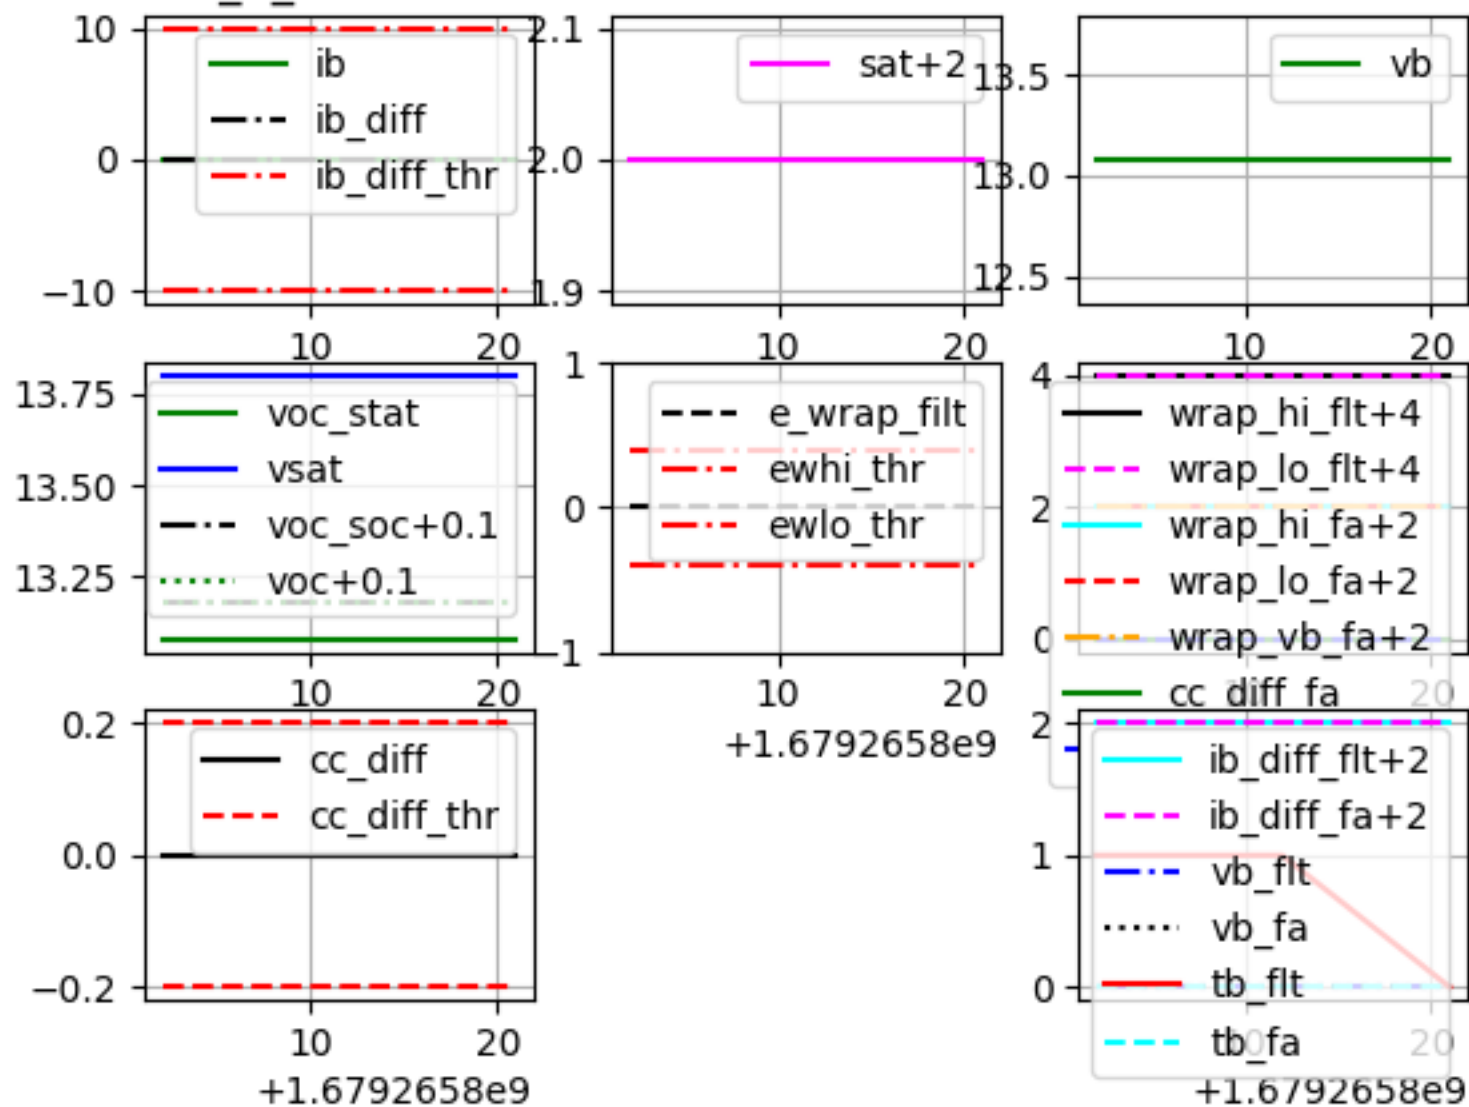 10
0
−10
ib
ib_diff
ib_diff_thr
10
20
2.1
2.0
1.9
sat+2
10
20
13.5
13.0
12.5
vb
10
20
13.75
13.50
13.25
voc_stat
vsat
voc_soc+0.1
voc+0.1
10
20
1
0
−1
e_wrap_filt
ewhi_thr
ewlo_thr
10
20
+1.6792658e9
4
2
0
wrap_hi_flt+4
wrap_lo_flt+4
wrap_hi_fa+2
wrap_lo_fa+2
wrap_vb_fa+2
cc_diff_fa
20
0.2
0.0
−0.2
cc_diff
cc_diff_thr
10
20
+1.6792658e9
2
1
0
ib_diff_flt+2
ib_diff_fa+2
vb_flt
vb_fa
tb_flt
tb_fa
10
20
+1.6792658e9